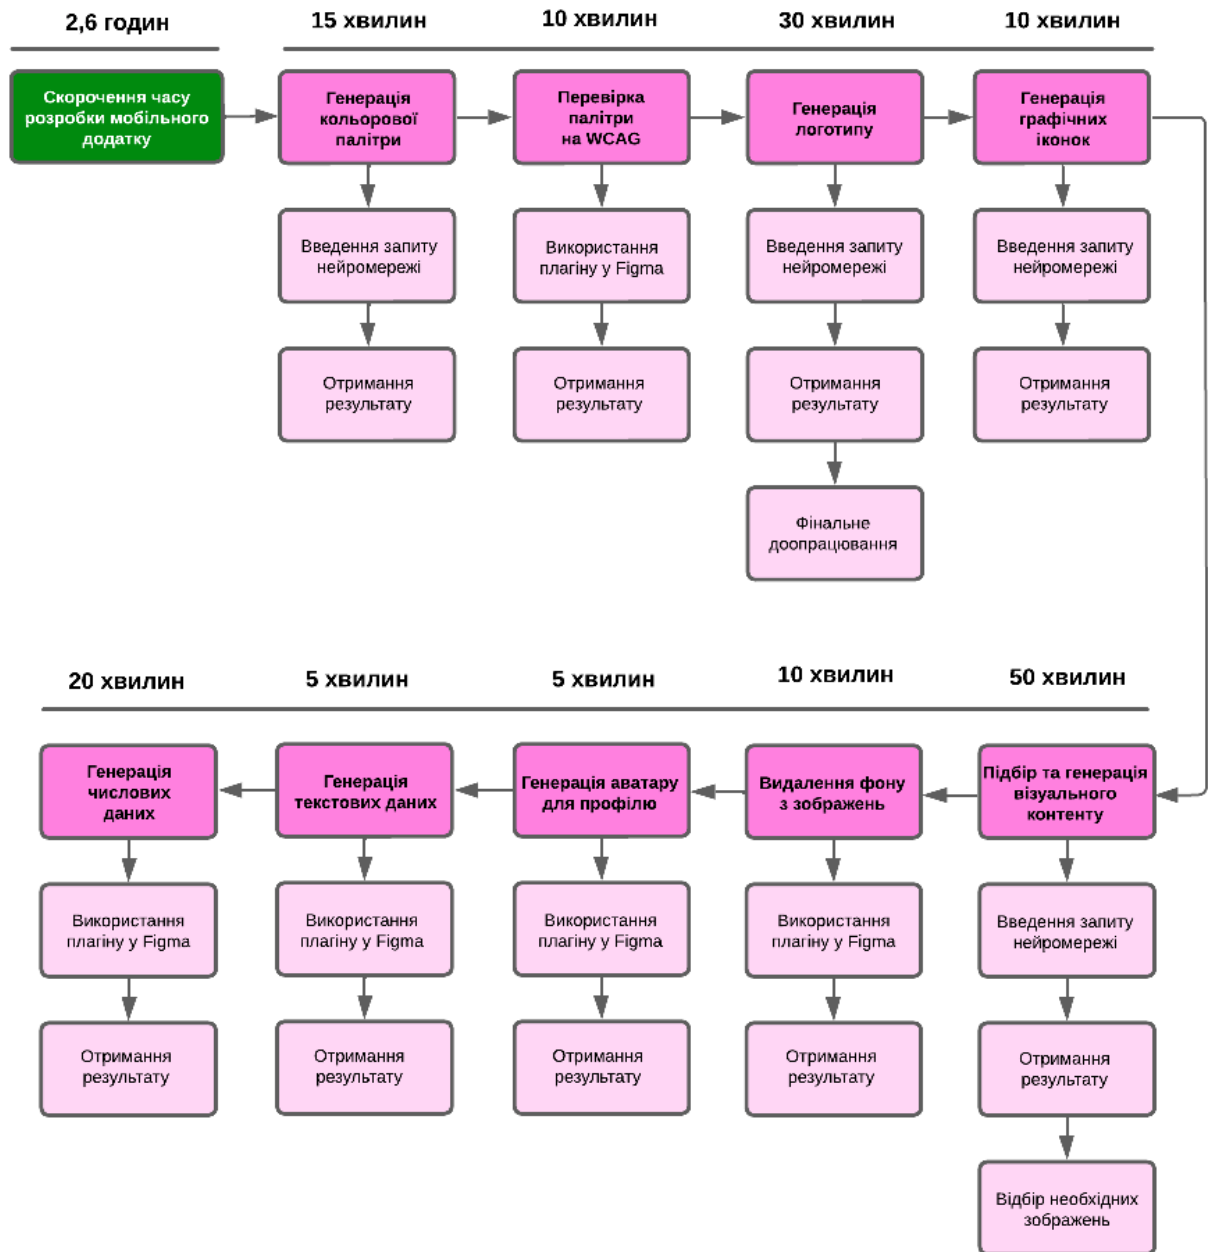 2,6 годин
15 хвилин
10 хвилин
30 хвилин
10 хвилин
Скорочення часу
розробки мобільного
додатку
Генерація
кольорової
палітри
Перевірка
палітри
на WCAG
Генерація
логотипу
Генерація
графічних
іконок
Введення запиту
нейромережі
Використання
плагіну у Figma
Введення запиту
нейромережі
Введення запиту
нейромережі
Отримання
результату
Отримання
результату
Отримання
результату
Отримання
результату
Фінальне
доопрацювання
20 хвилин
5 хвилин
5 хвилин
10 хвилин
50 хвилин
Генерація
числових
даних
Генерація
текстових даних
Генерація аватару
для профілю
Видалення фону
з зображень
Підбір та генерація
візуального
контенту
Використання
плагіну у Figma
Використання
плагіну у Figma
Використання
плагіну у Figma
Використання
плагіну у Figma
Введення запиту
нейромережі
Отримання
результату
Отримання
результату
Отримання
результату
Отримання
результату
Отримання
результату
Відбір необхідних
зображень